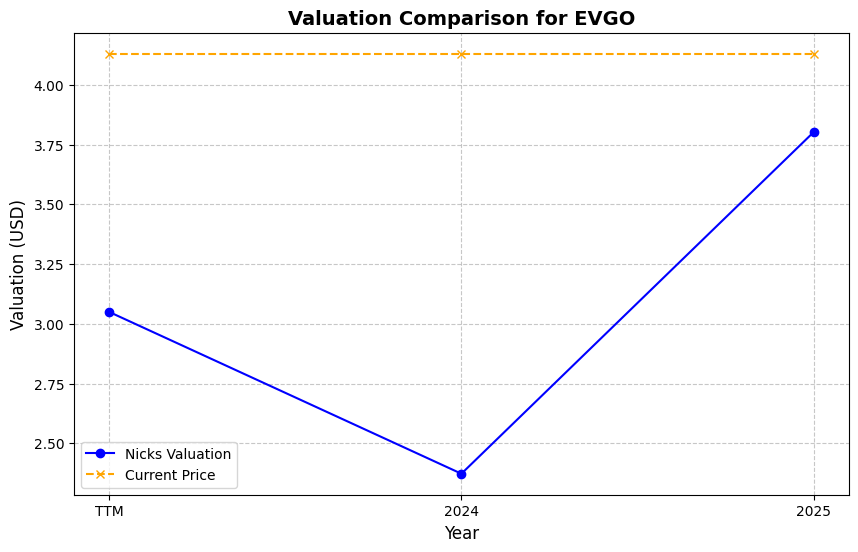 Valuation Comparison for EVGO
Valuation (USD)
4.00
3.75
3.50
3.25
3.00
2.75
2.50
Nicks Valuation
Current Price
TTM 2024 2025
Year